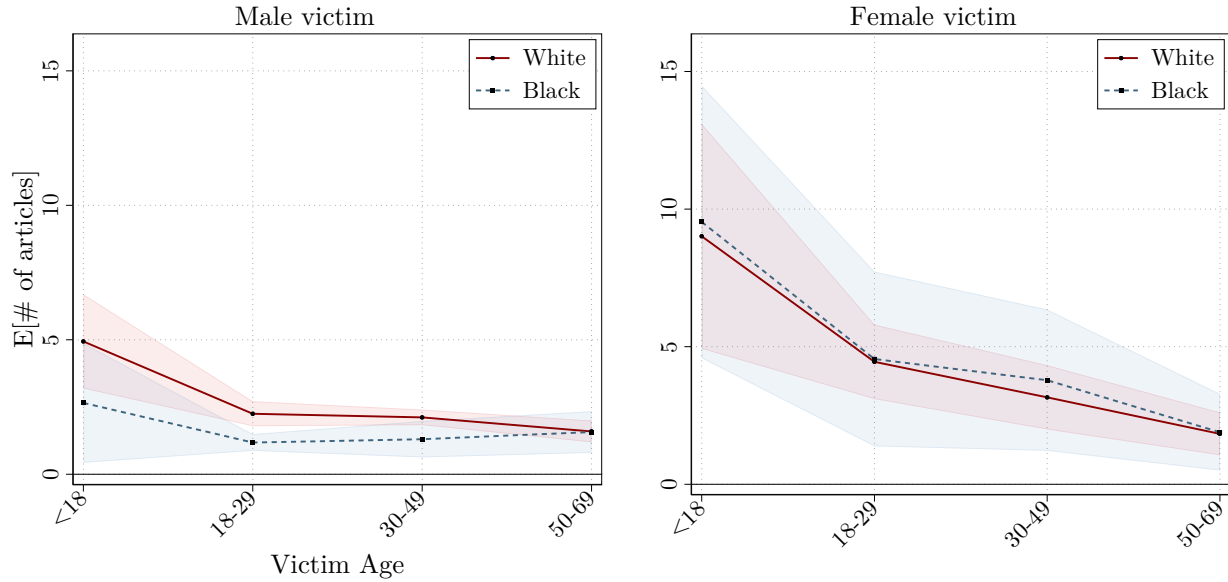 Male victim
White
Black
E[# of articles]
15
10
5
0
<18
18-29
30-49
50-69
Victim Age
Female victim
White
Black
15
10
5
0
<18
18-29
30-49
50-69